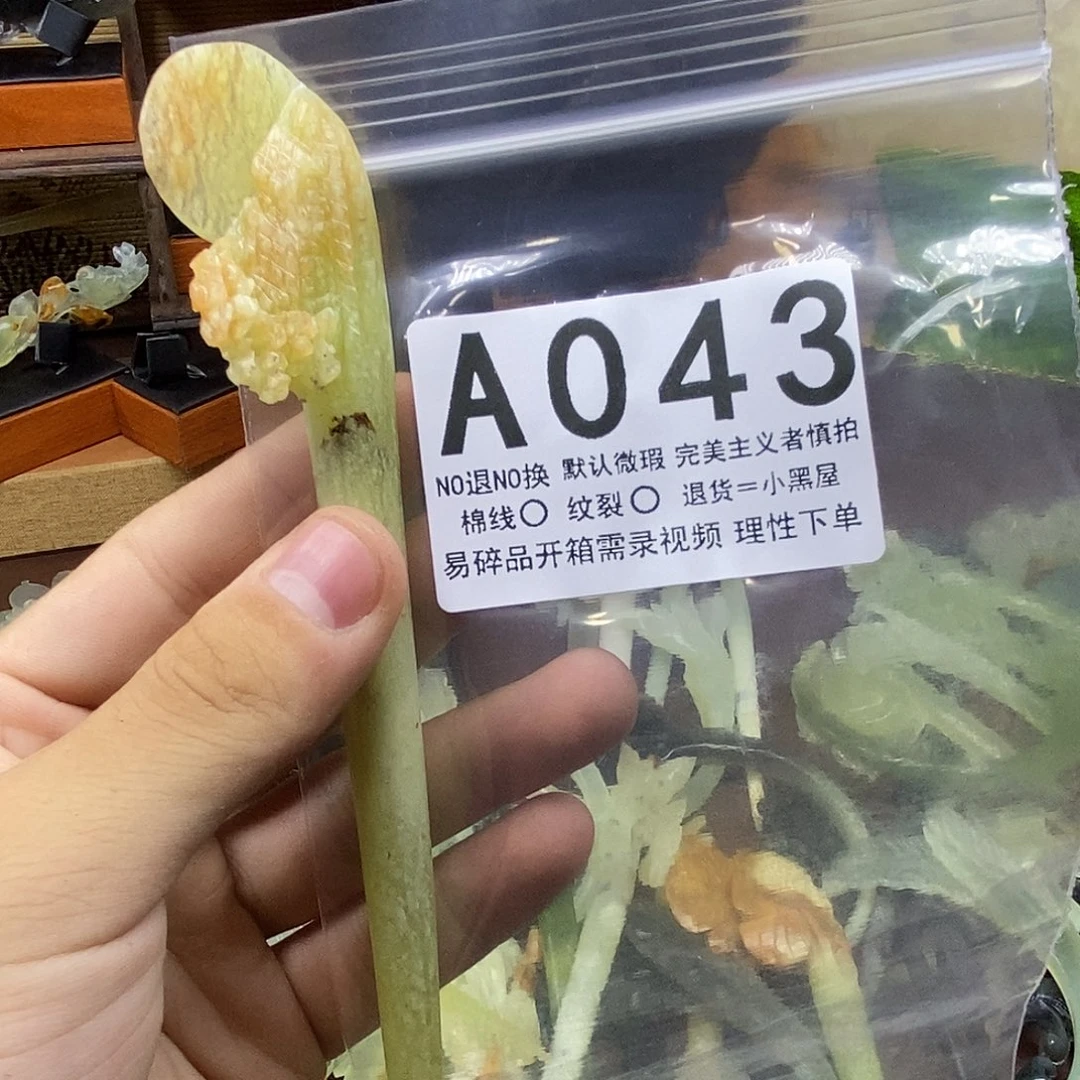 A043
NO退NO换 默认微瑕 完美主义者慎拍
棉线○ 纹裂○ 退货=小黑屋
易碎品开箱需录视频 理性下单